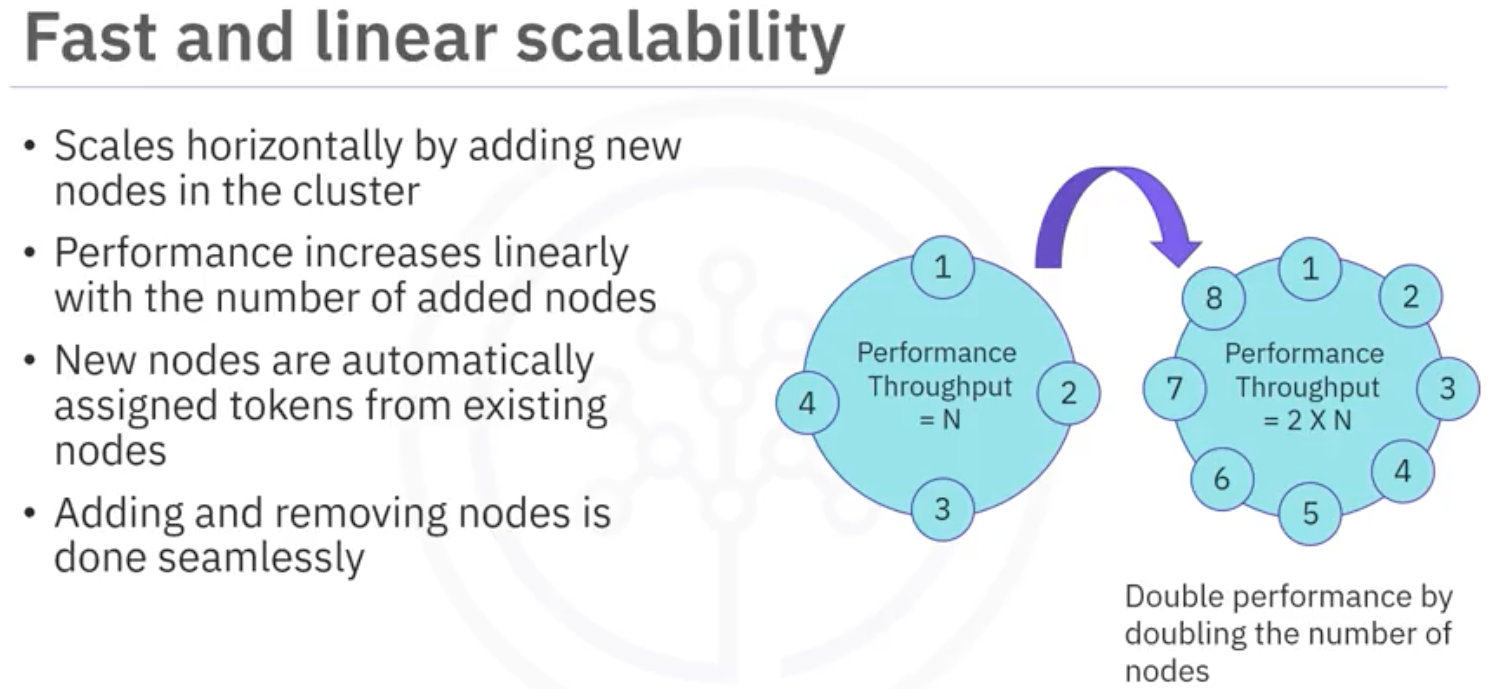 Fast and linear scalability
• Scales horizontally by adding new
nodes in the cluster
• Performance increases linearly
with the number of added nodes
• New nodes are automatically
assigned tokens from existing
nodes
• Adding and removing nodes is
done seamlessly
1
2
3
4
Performance
Throughput
= N
1
2
3
4
5
6
7
8
Performance
Throughput
= 2 X N
Double performance by
doubling the number of
nodes